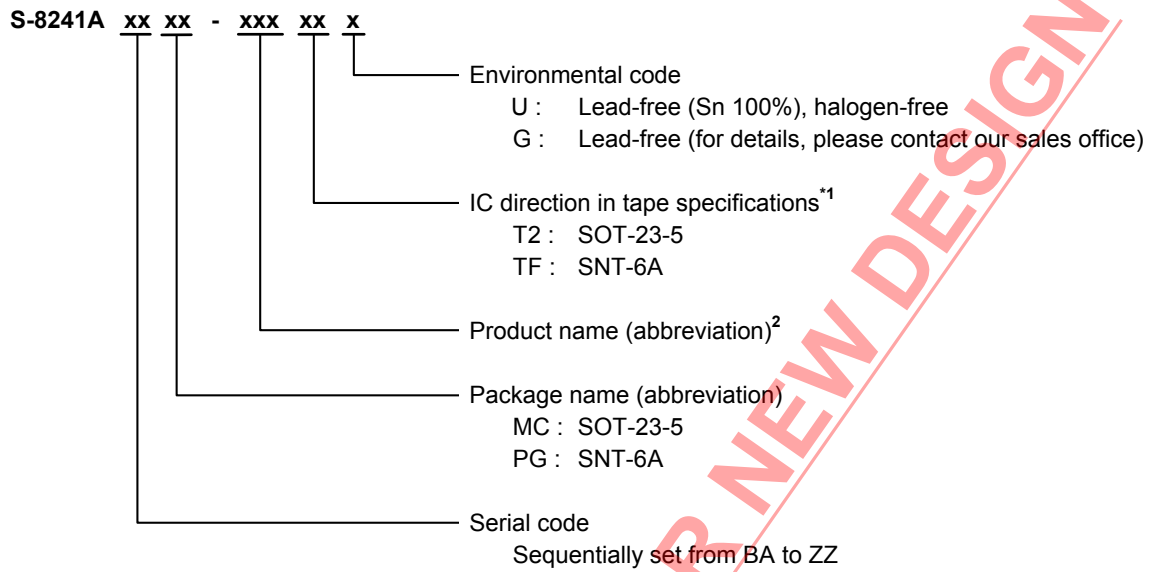 S-8241A xx xx - xxx xx x
Environmental code
U : Lead-free (Sn 100%), halogen-free
G : Lead-free (for details, please contact our sales office)
IC direction in tape specifications*1
T2 : SOT-23-5
TF : SNT-6A
Product name (abbreviation)2
Package name (abbreviation)
MC : SOT-23-5
PG : SNT-6A
Serial code
Sequentially set from BA to ZZ
R NEW DESIGN